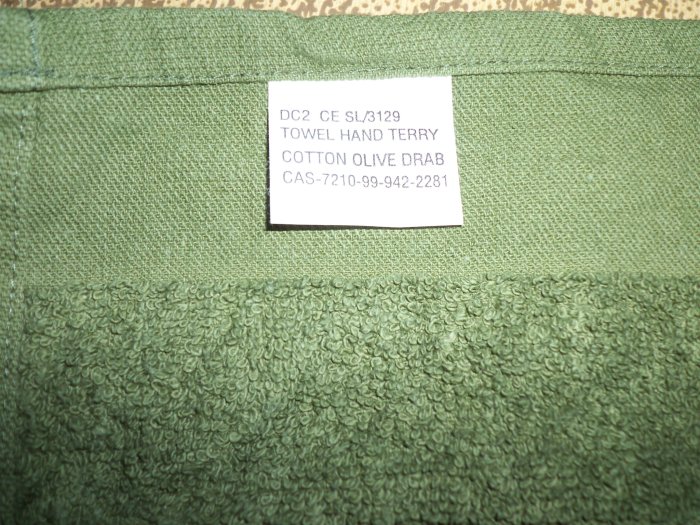 DC2 CE SL/3129
TOWEL HAND TERRY
COTTON OLIVE DRAB
CAS-7210-99-942-2281